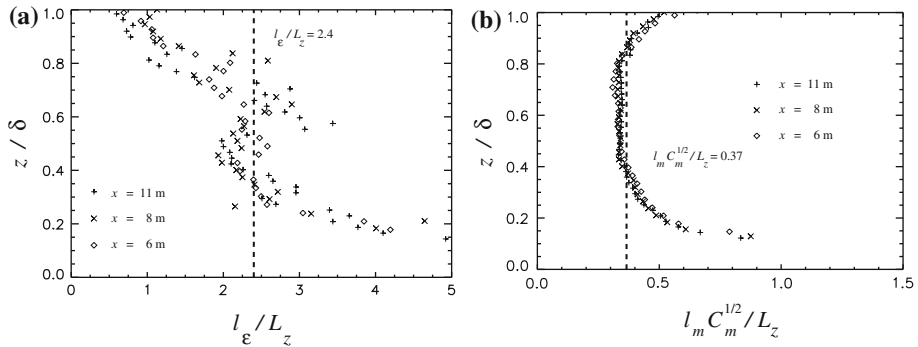 (a)
1.0
0.8
0.6
0.4
0.2
0.0
z / δ
l_ε/L_z = 2.4
+ x = 11 m
× x = 8 m
◇ x = 6 m
0 1 2 3 4 5
l_ε/L_z
(b)
1.0
0.8
0.6
0.4
0.2
0.0
z / δ
+ x = 11 m
× x = 8 m
◇ x = 6 m
l_m C_m^{1/2}/L_z = 0.37
0.0 0.5 1.0 1.5
l_m C_m^{1/2}/L_z